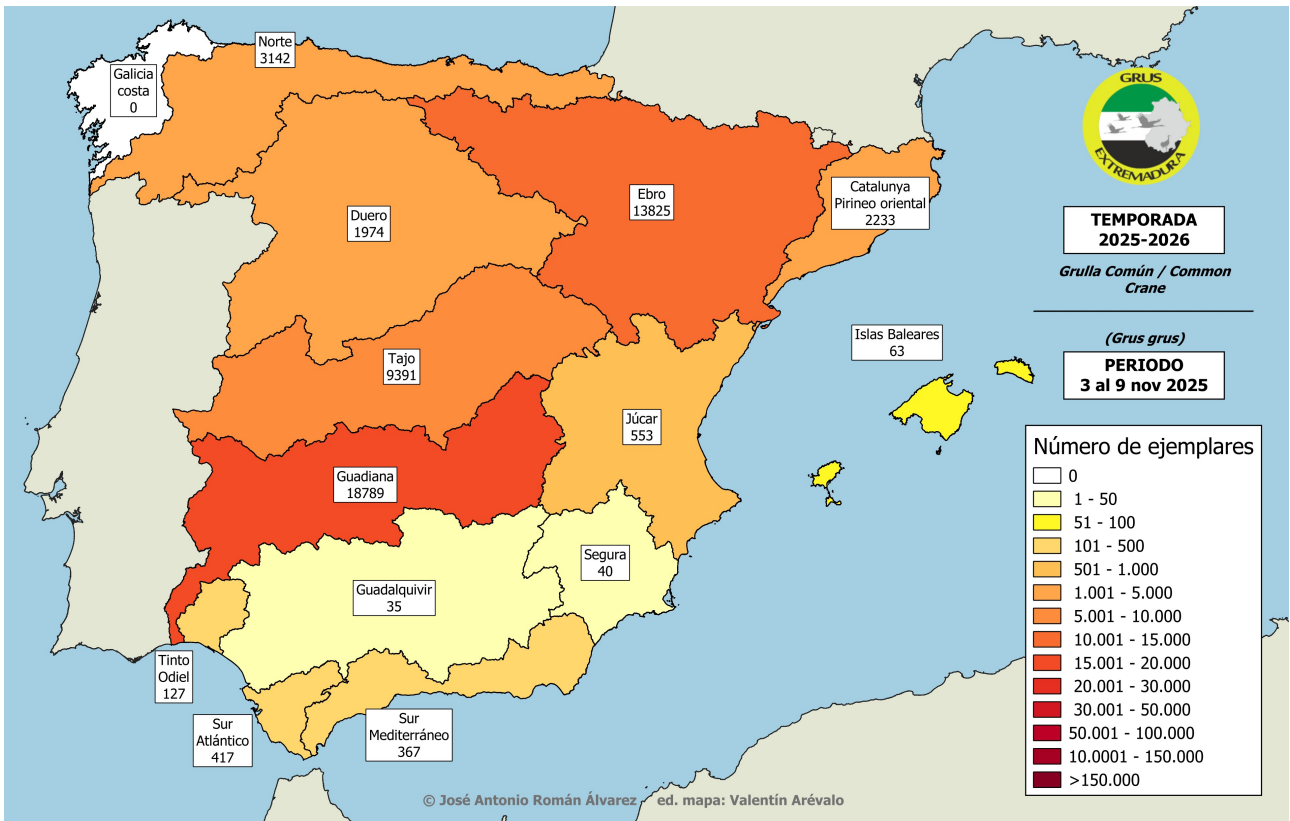 Norte
3142
Galicia
costa
0
Ebro
13825
Catalunya
Pirineo oriental
2233
Duero
1974
Tajo
9391
Islas Baleares
63
Júcar
553
Guadiana
18789
Segura
40
Guadalquivir
35
Tinto
Odiel
127
Sur
Atlántico
417
Sur
Mediterráneo
367
GRUS
EXTREMADURA
TEMPORADA
2025-2026
Grulla Común / Common
Crane
(Grus grus)
PERIODO
3 al 9 nov 2025
Número de ejemplares
0
1 - 50
51 - 100
101 - 500
501 - 1.000
1.001 - 5.000
5.001 - 10.000
10.001 - 15.000
15.001 - 20.000
20.001 - 30.000
30.001 - 50.000
50.001 - 100.000
10.0001 - 150.000
>150.000
© José Antonio Román Álvarez ed. mapa: Valentín Arévalo